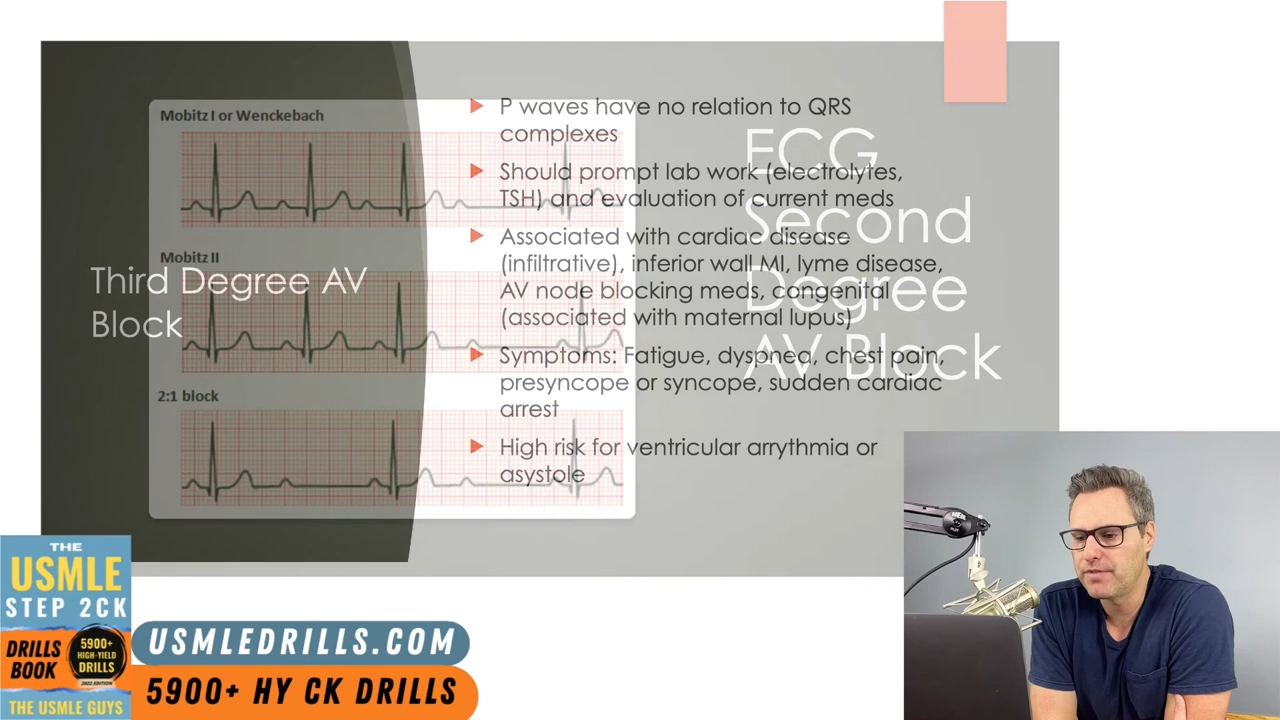 Mobitz I or Wenckebach
Mobitz II
2:1 block
ECG
Second
Degree
AV Block
Third Degree AV
Block
P waves have no relation to QRS
complexes
Should prompt lab work (electrolytes,
TSH) and evaluation of current meds
Associated with cardiac disease
(infiltrative), inferior wall MI, lyme disease,
AV node blocking meds, congenital
(associated with maternal lupus)
Symptoms: Fatigue, dyspnea, chest pain,
presyncope or syncope, sudden cardiac
arrest
High risk for ventricular arrythmia or
asystole
THE
USMLE
STEP 2CK
DRILLS
BOOK
5900+
HIGH-YIELD
DRILLS
2022 EDITION
THE USMLE GUYS
USMLEDRILLS.COM
5900+ HY CK DRILLS